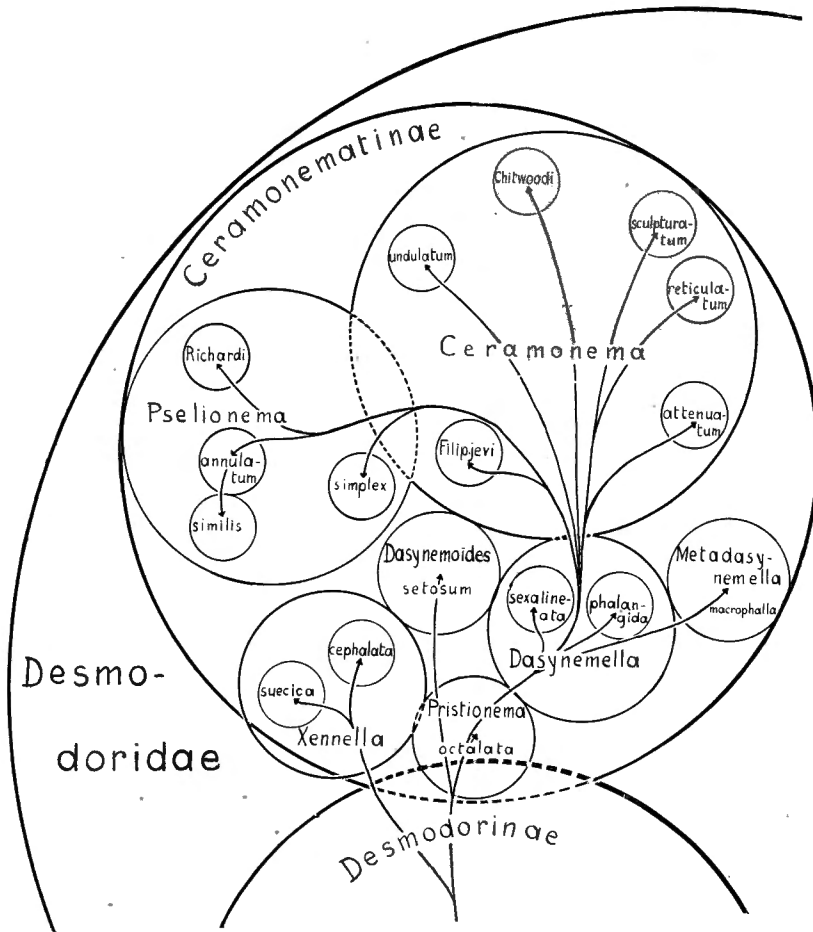 Ceramonematinae
Chitwoodi
sculptura-
tum
undulatum
reticula-
tum
Ceramonema
Richardi
Pselionema
attenua-
tum
annula-
tum
Filipjevi
simplex
similis
Dasynemoides
setosum
Metadasy-
nemella
macrophalla
sexaline-
ata
phalan-
gida
Dasynemella
cephalata
suecica
Xennella
Pristionema
octalata
Desmo-
doridae
Desmodorinae